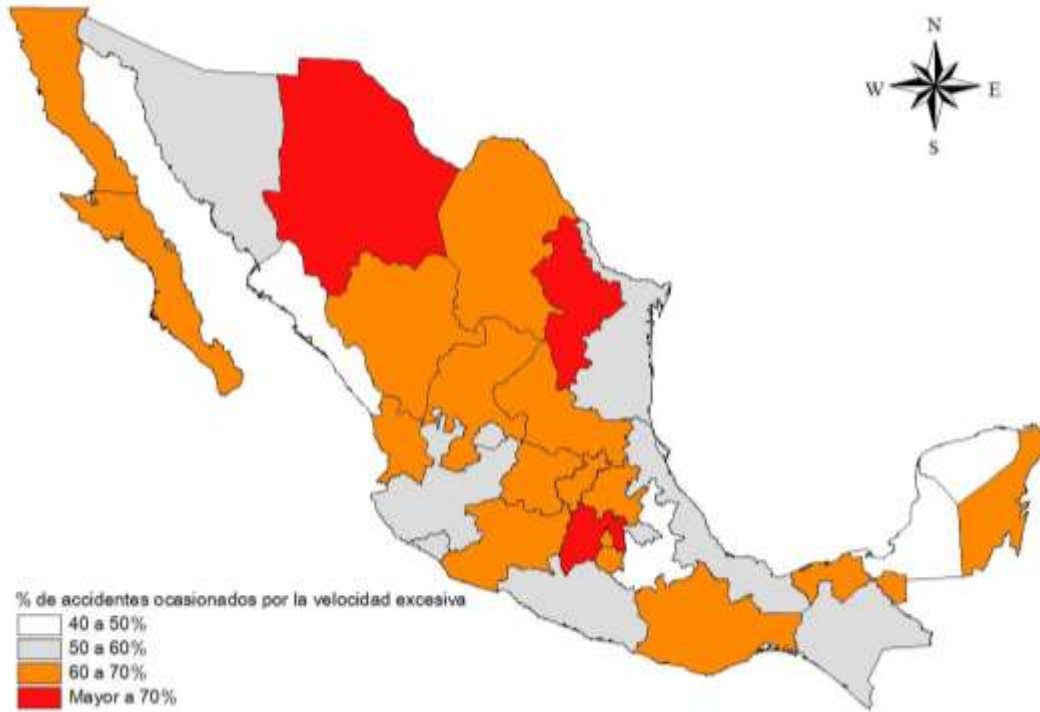 N
W E
S
% de accidentes ocasionados por la velocidad excesiva
40 a 50%
50 a 60%
60 a 70%
Mayor a 70%